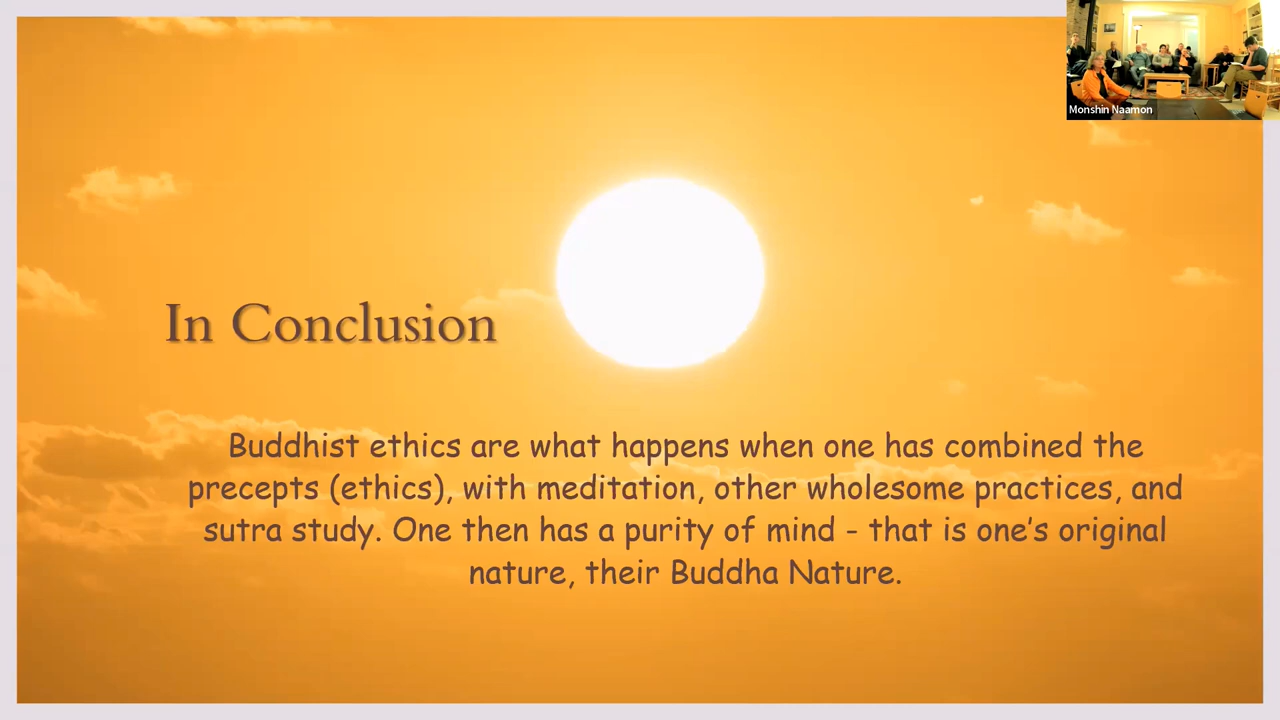 Monshin Naamon
In Conclusion
Buddhist ethics are what happens when one has combined the
precepts (ethics), with meditation, other wholesome practices, and
sutra study. One then has a purity of mind - that is one’s original
nature, their Buddha Nature.